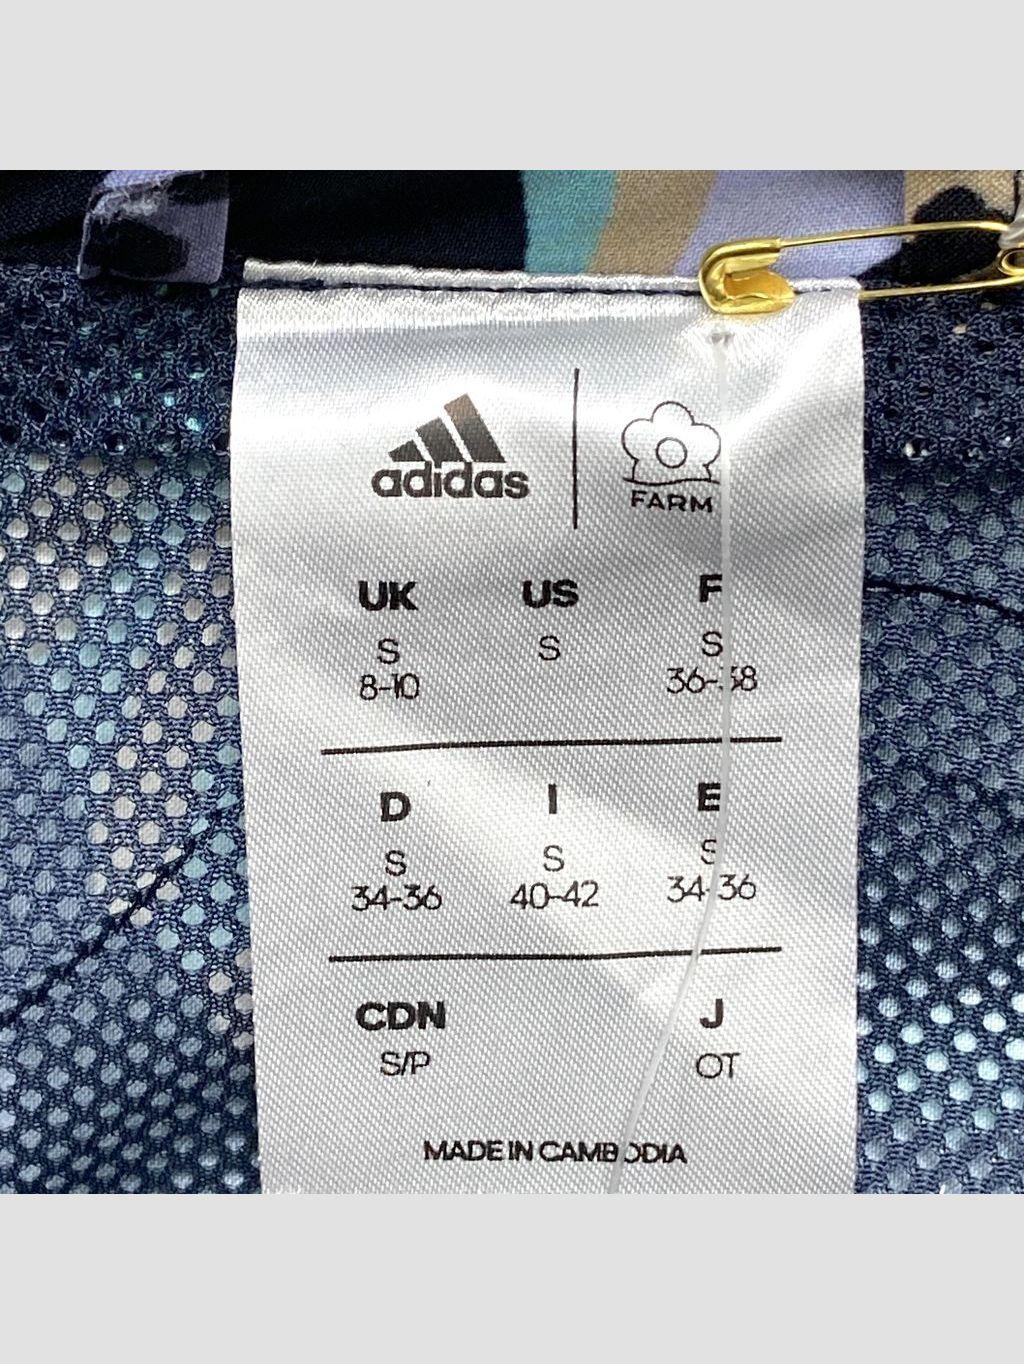 adidas
FARM
UK US F
S S S
8-10 36-38
D I E
S S S
34-36 40-42 34-36
CDN J
S/P OT
MADE IN CAMBODIA